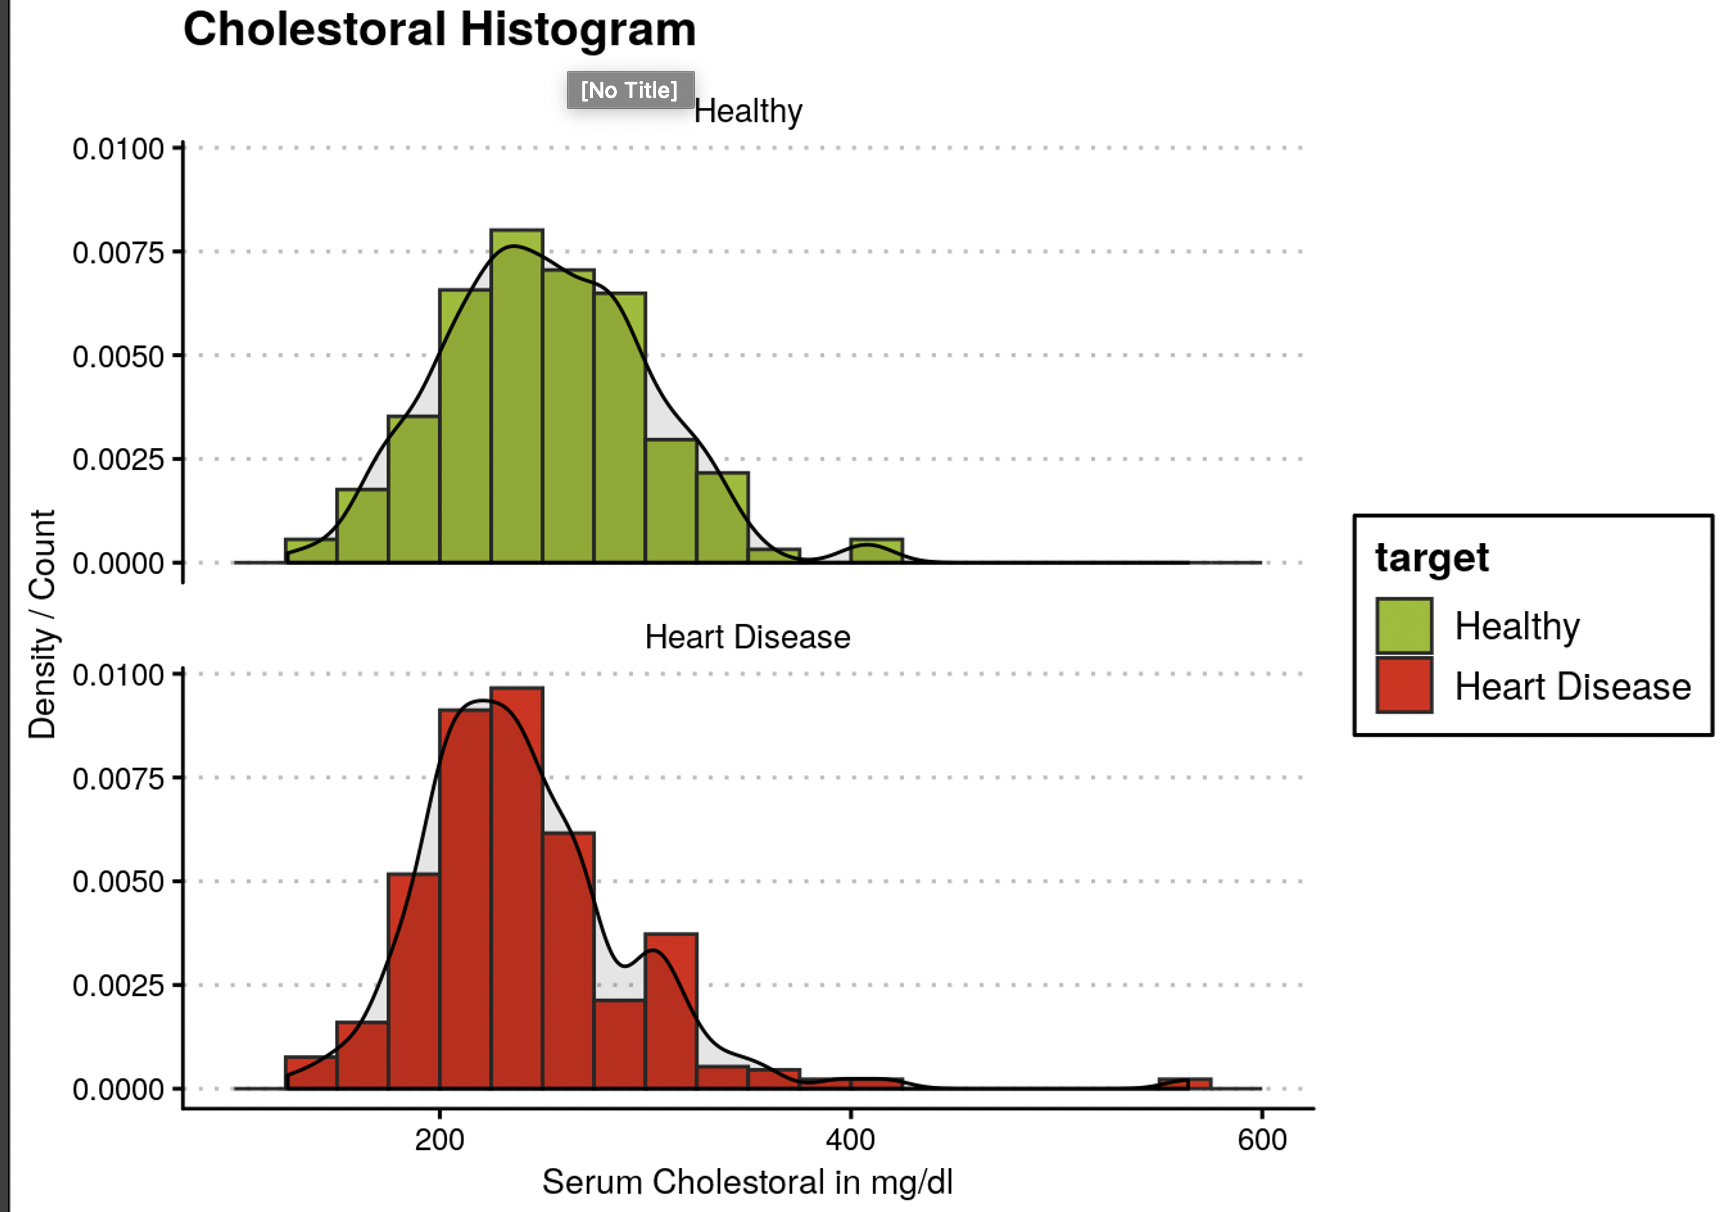 Cholestoral Histogram
[No Title]
Healthy
0.0100
0.0075
0.0050
0.0025
0.0000
Density / Count
Heart Disease
0.0100
0.0075
0.0050
0.0025
0.0000
200 400 600
Serum Cholestoral in mg/dl
target
Healthy
Heart Disease